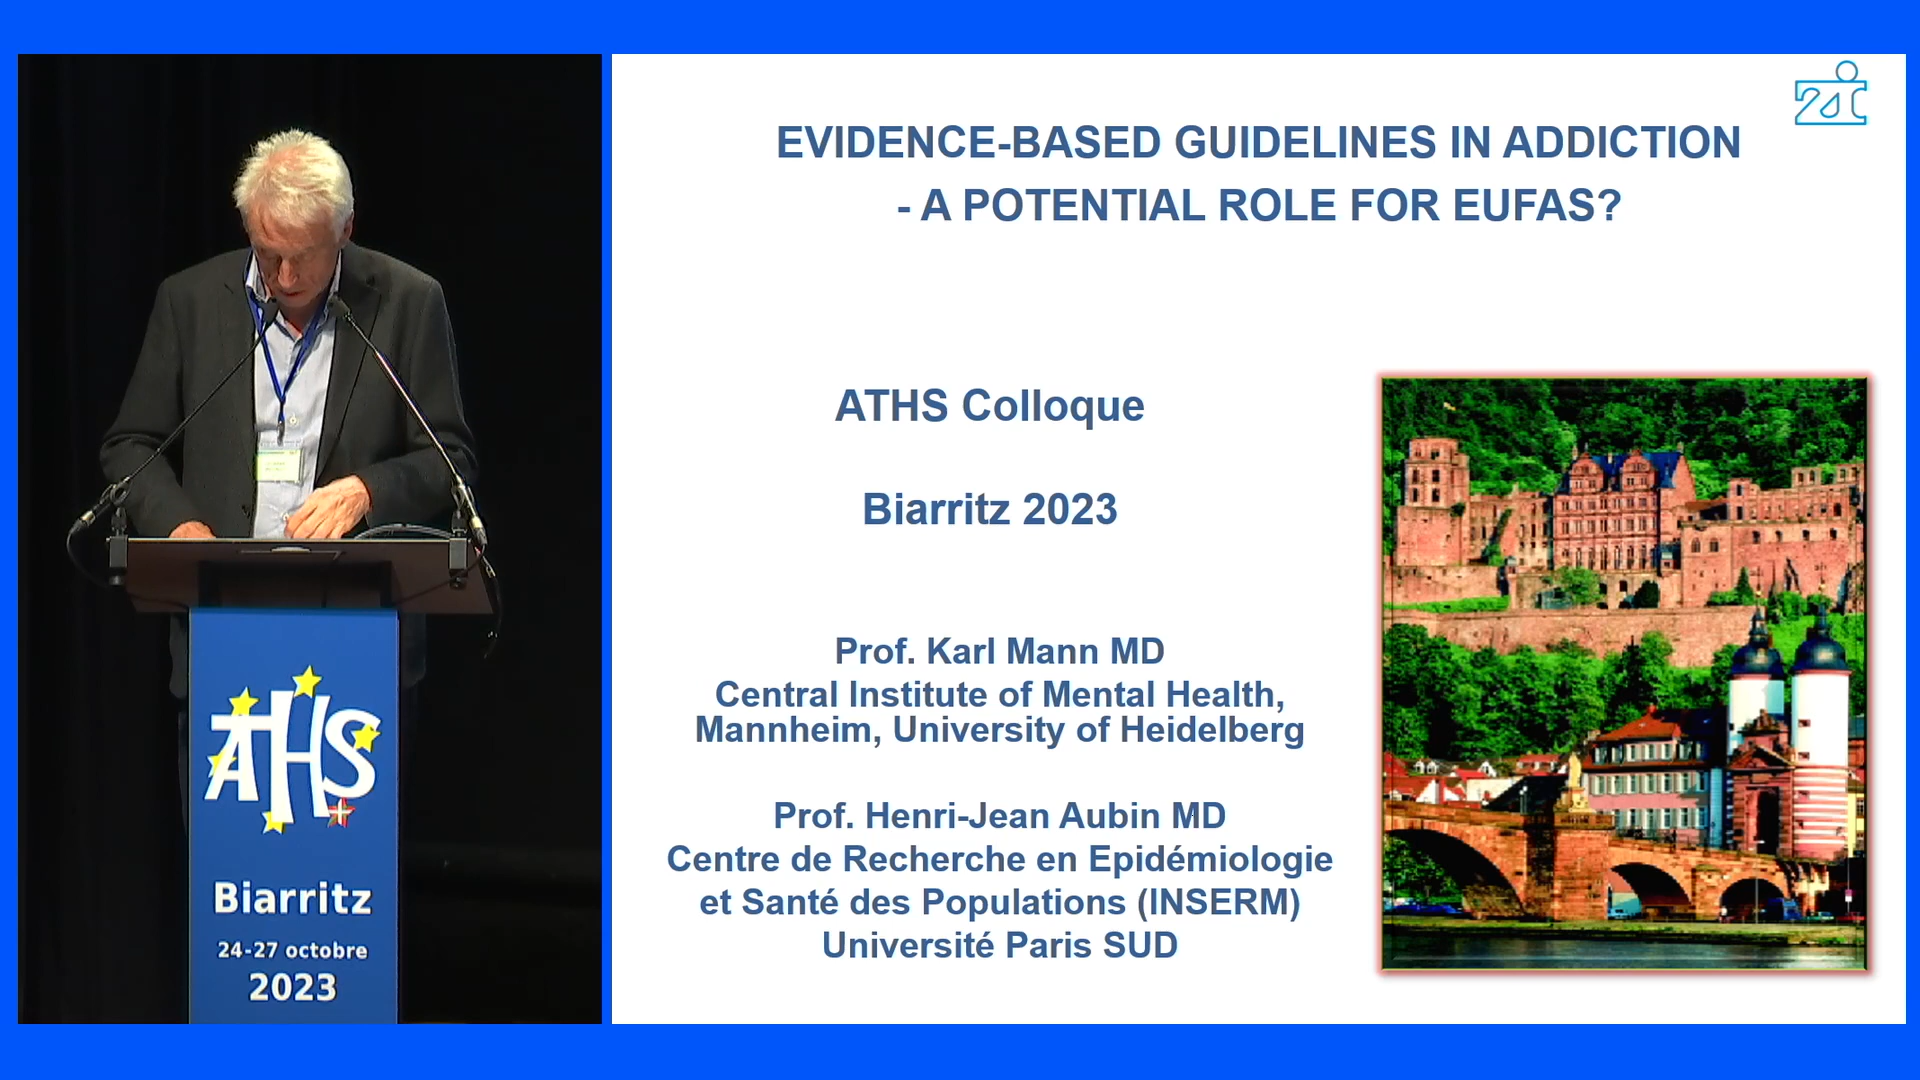 zi
EVIDENCE-BASED GUIDELINES IN ADDICTION
- A POTENTIAL ROLE FOR EUFAS?
ATHS Colloque
Biarritz 2023
Prof. Karl Mann MD
Central Institute of Mental Health,
Mannheim, University of Heidelberg
Prof. Henri-Jean Aubin MD
Centre de Recherche en Epidémiologie
et Santé des Populations (INSERM)
Université Paris SUD
ATHS
Biarritz
24-27 octobre
2023